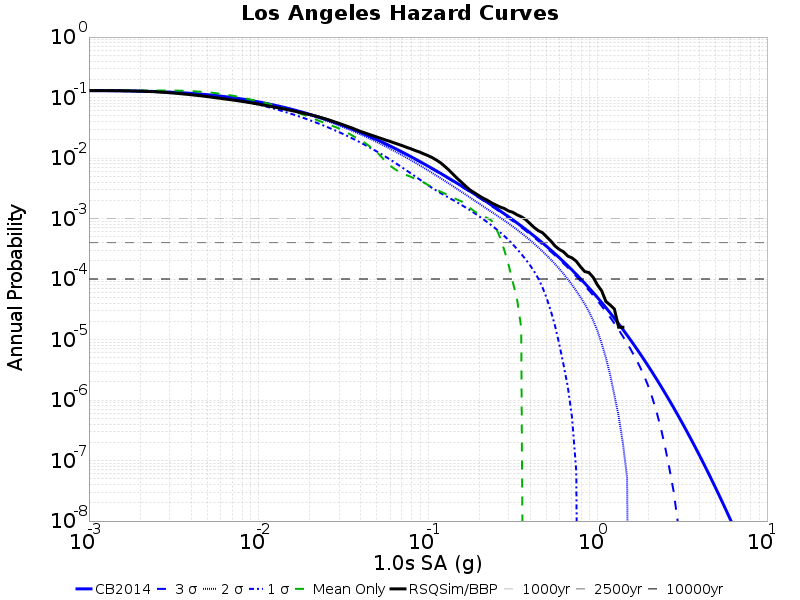 Los Angeles Hazard Curves
Annual Probability
10^0
10^-1
10^-2
10^-3
10^-4
10^-5
10^-6
10^-7
10^-8
10^-3 10^-2 10^-1 10^0 10^1
1.0s SA (g)
CB2014 3 σ 2 σ 1 σ Mean Only RSQSim/BBP 1000yr 2500yr 10000yr